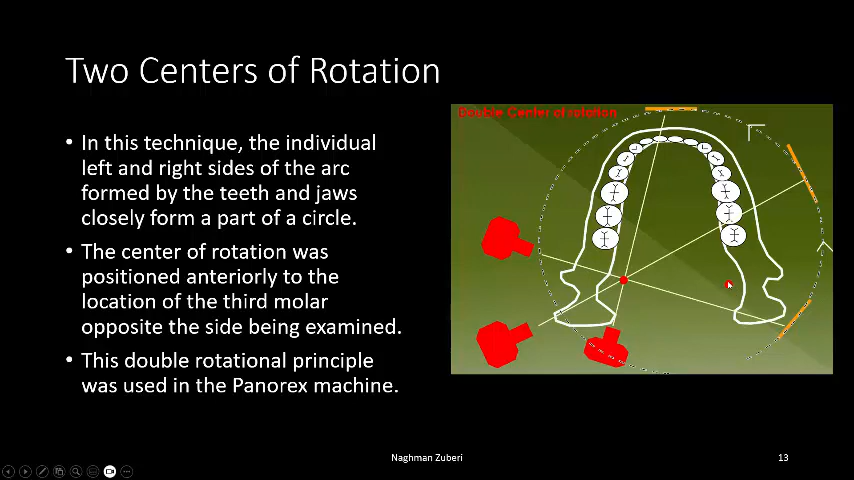 Two Centers of Rotation
• In this technique, the individual
left and right sides of the arc
formed by the teeth and jaws
closely form a part of a circle.
• The center of rotation was
positioned anteriorly to the
location of the third molar
opposite the side being examined.
• This double rotational principle
was used in the Panorex machine.
Double Center of rotation
Naghman Zuberi
13